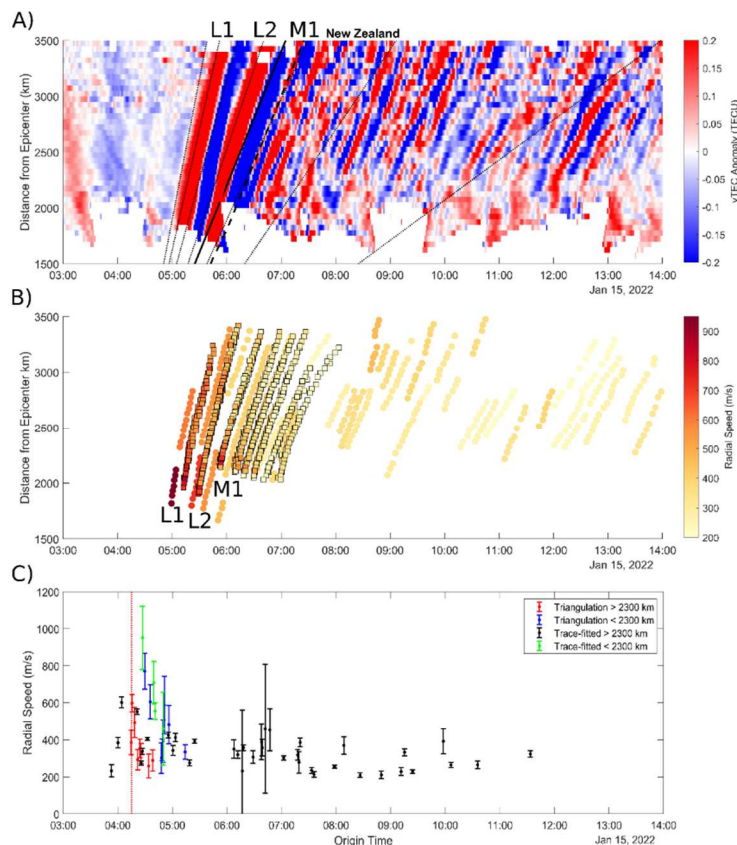 A)
L1 L2 M1 New Zealand
3500
3000
2500
2000
1500
Distance from Epicenter (km)
03:00 04:00 05:00 06:00 07:00 08:00 09:00 10:00 11:00 12:00 13:00 14:00
Jan 15, 2022
0.2
0.15
0.1
0.05
0
-0.05
-0.1
-0.15
-0.2
vTEC Anomaly (TECU)
B)
3500
3000
2500
2000
1500
Distance from Epicenter (km)
L1 L2 M1
03:00 04:00 05:00 06:00 07:00 08:00 09:00 10:00 11:00 12:00 13:00 14:00
Jan 15, 2022
900
800
700
600
500
400
300
200
Radial Speed (m/s)
C)
1200
1000
800
600
400
200
0
Radial Speed (m/s)
Triangulation > 2300 km
Triangulation < 2300 km
Trace-fitted > 2300 km
Trace-fitted < 2300 km
03:00 04:00 05:00 06:00 07:00 08:00 09:00 10:00 11:00 12:00 13:00 14:00
Origin Time
Jan 15, 2022